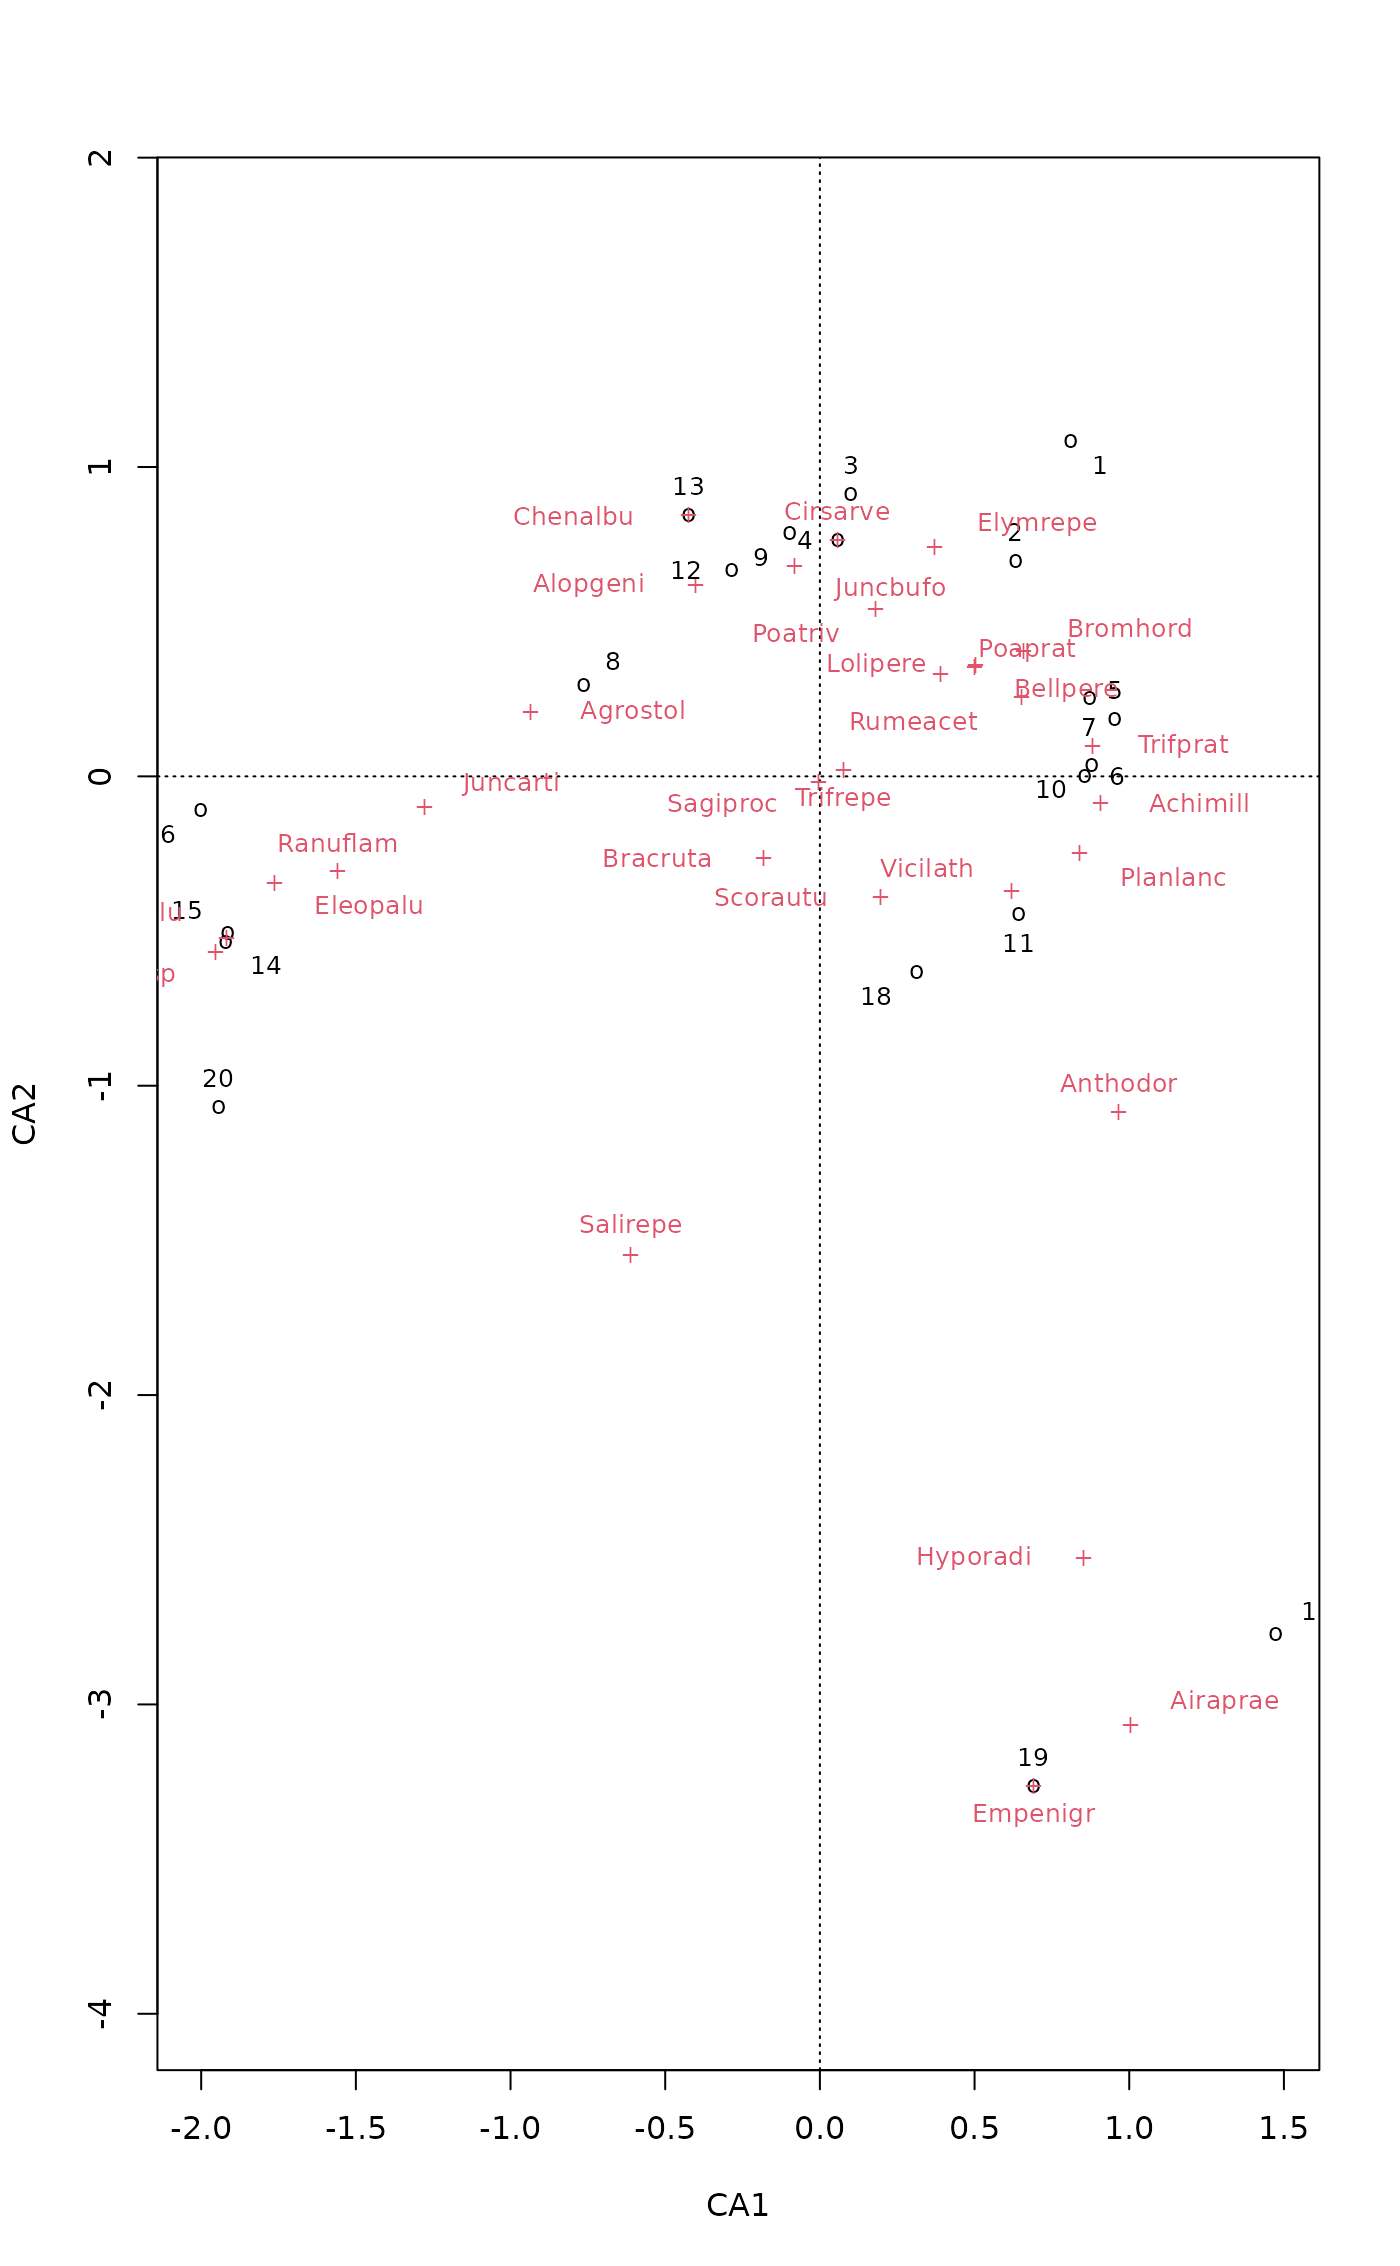 2
1
3
1
13
Cirsarve
Chenalbu
Elymrepe
2
4
9
12
Alopgeni
Juncbufo
Bromhord
Poatriv
Poaprat
8
Lolipere
Bellpere
5
Agrostol
Rumeacet
7
Trifprat
0
6
Juncarti
10
Trifrepe
Sagiproc
Achimill
6
Ranuflam
Bracruta
Vicilath
Planlanc
Scorautu
Eleopalu
lu
15
11
14
p
18
20
Anthodor
-1
CA2
Salirepe
-2
Hyporadi
1
Airaprae
-3
19
Empenigr
-4
-2.0 -1.5 -1.0 -0.5 0.0 0.5 1.0 1.5
CA1